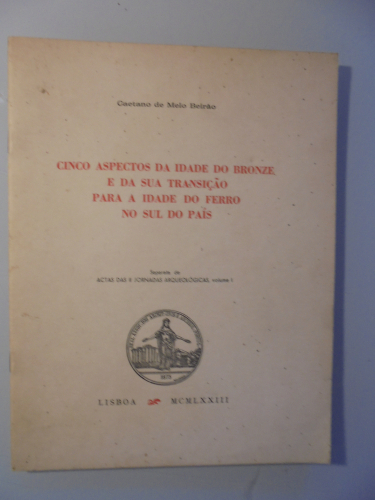 Caetano de Melo Beirão
CINCO ASPECTOS DA IDADE DO BRONZE
E DA SUA TRANSIÇÃO
PARA A IDADE DO FERRO
NO SUL DO PAÍS
Separata de
ACTAS DAS II JORNADAS ARQUEOLÓGICAS, volume I
LISBOA MCMLXXIII